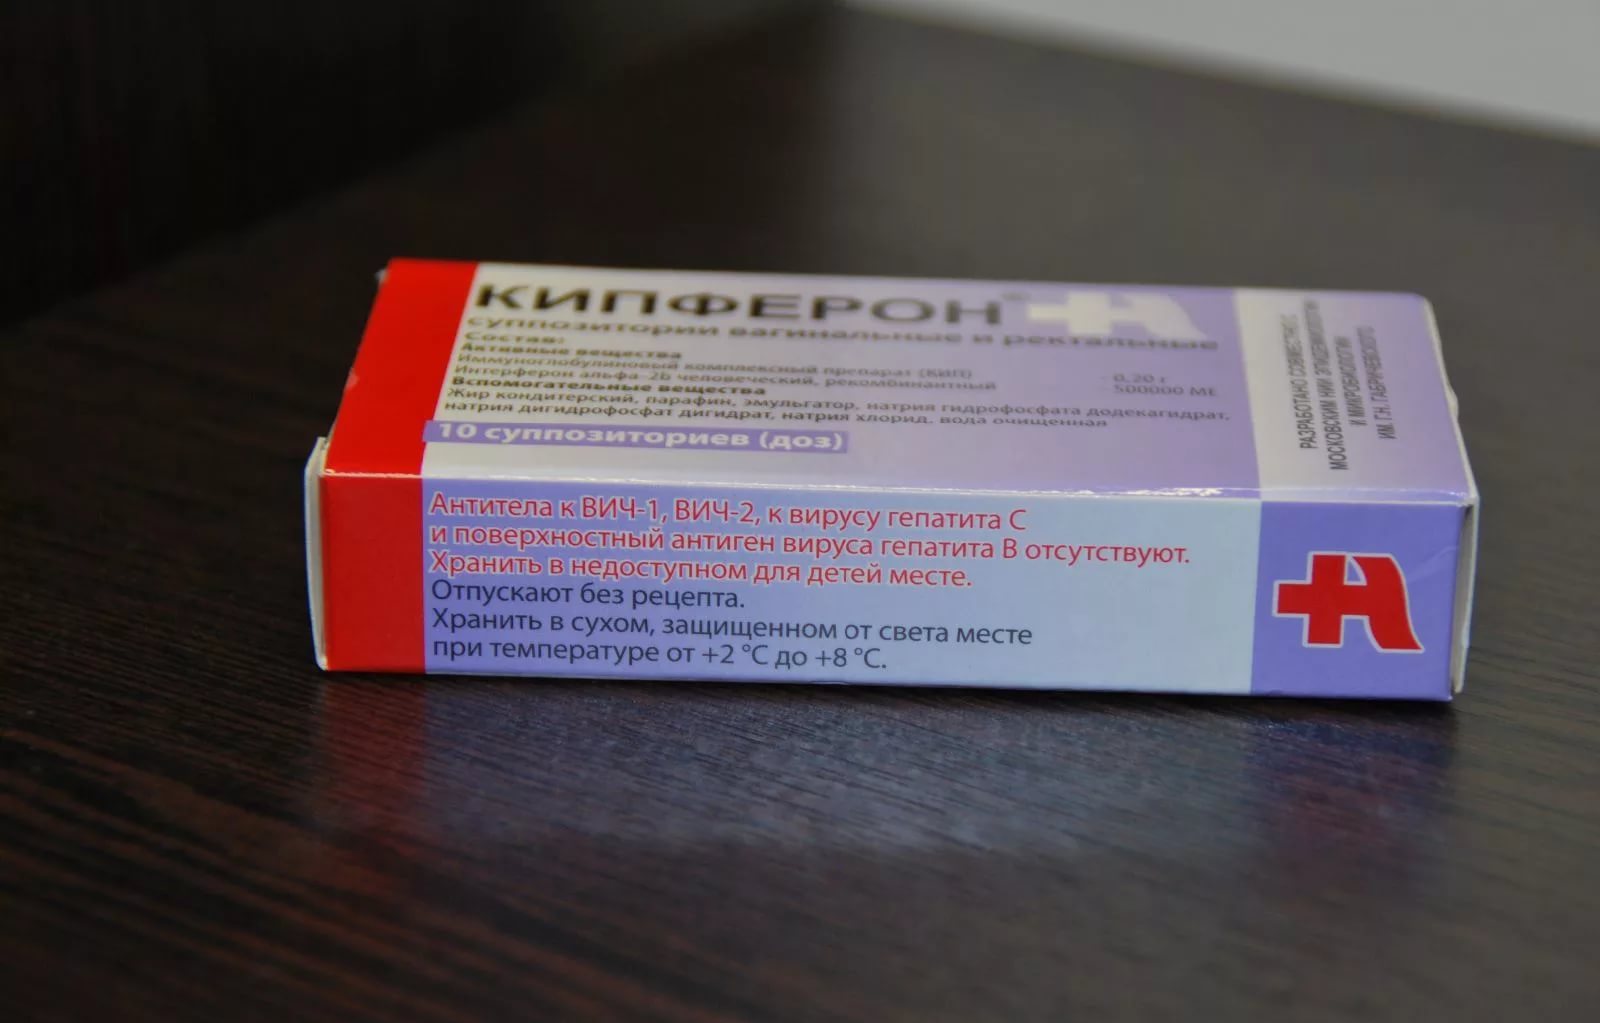 КИПФЕРОН®
суппозитории вагинальные и ректальные
Состав:
Активные вещества
Иммуноглобулиновый комплексный препарат (КИП) - 0,20 г
Интерферон альфа-2b человеческий, рекомбинантный - 500000 МЕ
Вспомогательные вещества
Жир кондитерский, парафин, эмульгатор, натрия гидрофосфата додекагидрат,
натрия дигидрофосфат дигидрат, натрия хлорид, вода очищенная
10 суппозиториев (доз)
РАЗРАБОТАНО СОВМЕСТНО С
МОСКОВСКИМ НИИ ЭПИДЕМИОЛОГИИ
И МИКРОБИОЛОГИИ
ИМ. Г.Н. ГАБРИЧЕВСКОГО
Антитела к ВИЧ-1, ВИЧ-2, к вирусу гепатита С
и поверхностный антиген вируса гепатита В отсутствуют.
Хранить в недоступном для детей месте.
Отпускают без рецепта.
Хранить в сухом, защищенном от света месте
при температуре от +2 °С до +8 °С.